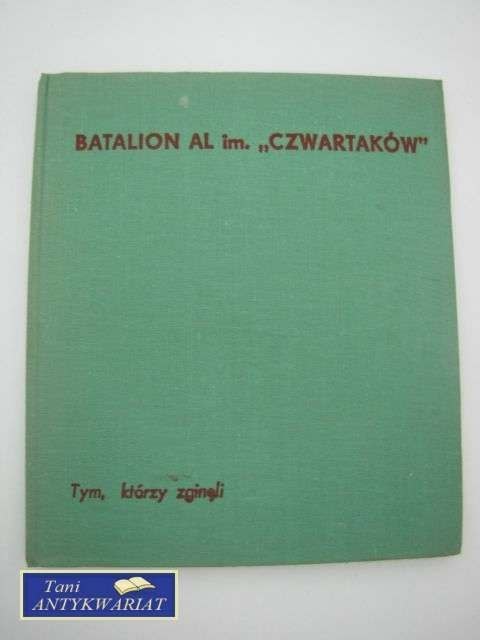 BATALION AL im. „CZWARTAKÓW"
Tym, którzy zginęli
Tani
ANTYKWARIAT